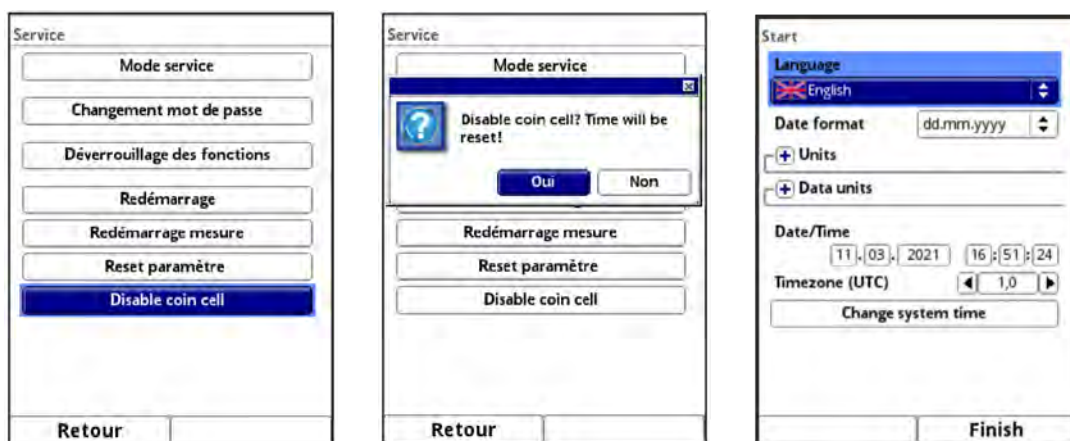 Service
Mode service
Changement mot de passe
Déverrouillage des fonctions
Redémarrage
Redémarrage mesure
Reset paramètre
Disable coin cell
Retour
Service
Mode service
Disable coin cell? Time will be
reset!
Oui
Non
Redémarrage mesure
Reset paramètre
Disable coin cell
Retour
Start
Language
English
Date format dd.mm.yyyy
Units
Data units
Date/Time
11 . 03 . 2021 16 : 51 : 24
Timezone (UTC) 1,0
Change system time
Finish